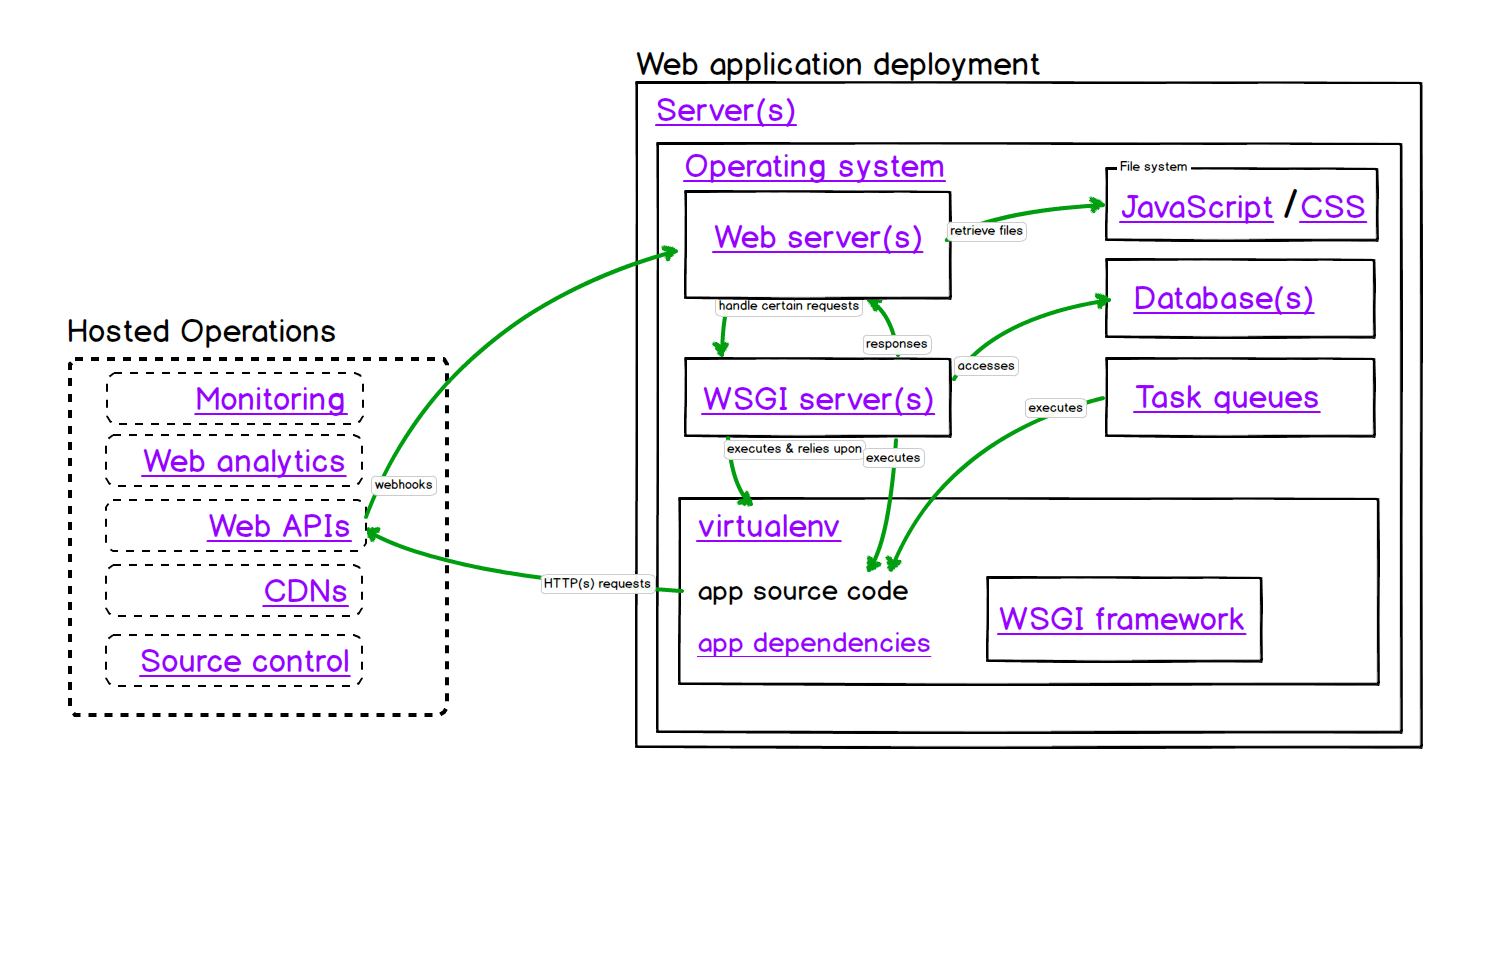 Web application deployment
Server(s)
Operating system
File system
Web server(s)
JavaScript / CSS
retrieve files
Database(s)
handle certain requests
responses
accesses
WSGI server(s)
Task queues
executes
executes & relies upon
executes
virtualenv
app source code
app dependencies
WSGI framework
Hosted Operations
Monitoring
Web analytics
webhooks
Web APIs
HTTP(s) requests
CDNs
Source control